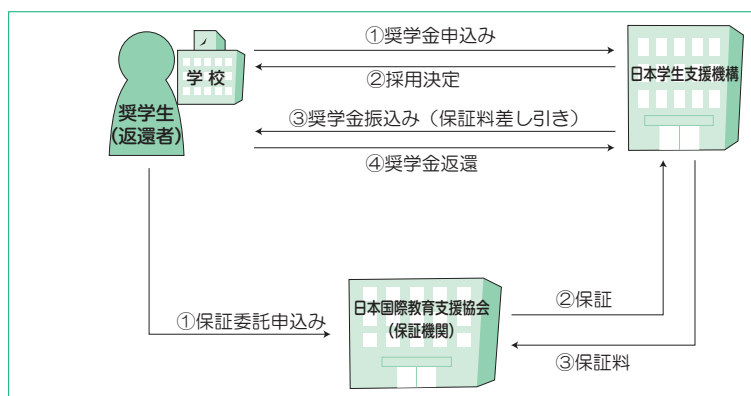 ①奨学金申込み
学校
日本学生支援機構
②採用決定
奨学生
(返還者)
③奨学金振込み（保証料差し引き）
④奨学金返還
日本国際教育支援協会
(保証機関)
②保証
①保証委託申込み
③保証料